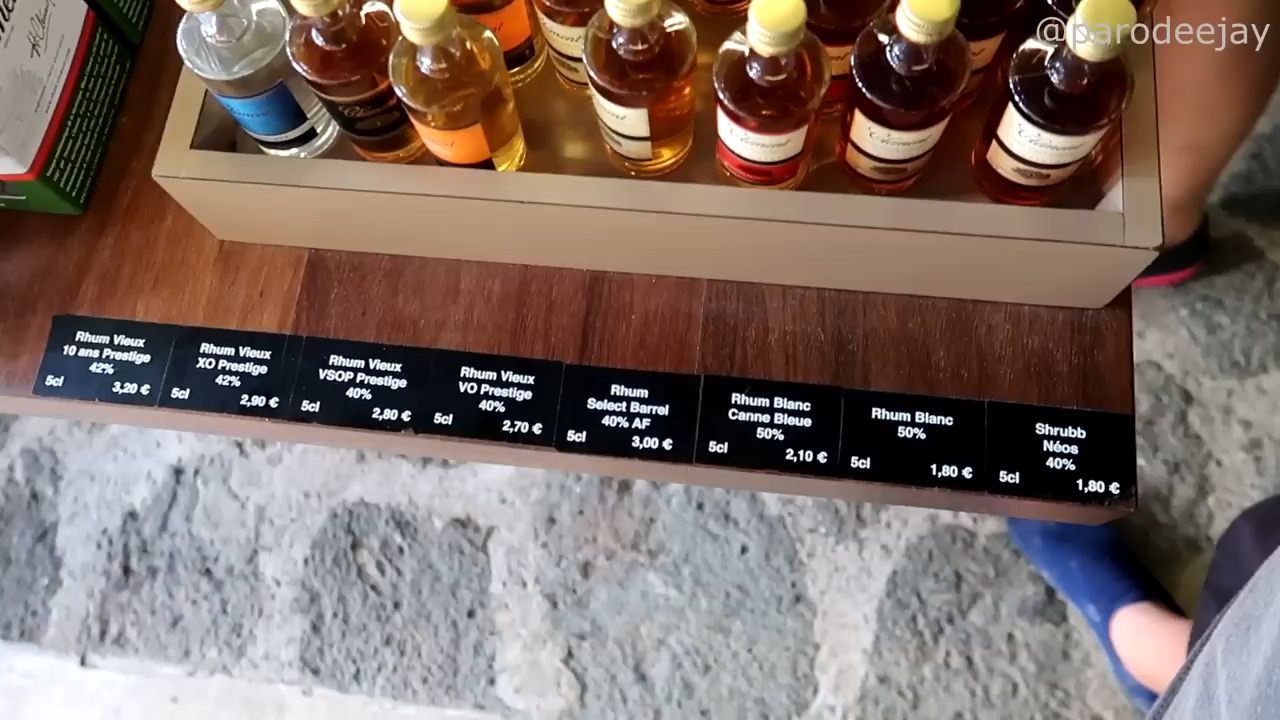 @parodeejay
Clément
Clément
Clément
Rhum Vieux
10 ans Prestige
42%
5cl 3,20 €
Rhum Vieux
XO Prestige
42%
5cl 2,90 €
Rhum Vieux
VSOP Prestige
40%
5cl 2,80 €
Rhum Vieux
VO Prestige
40%
5cl 2,70 €
Rhum
Select Barrel
40% AF
5cl 3,00 €
Rhum Blanc
Canne Bleue
50%
5cl 2,10 €
Rhum Blanc
50%
5cl 1,80 €
Shrubb
Néos
40%
5cl 1,80 €